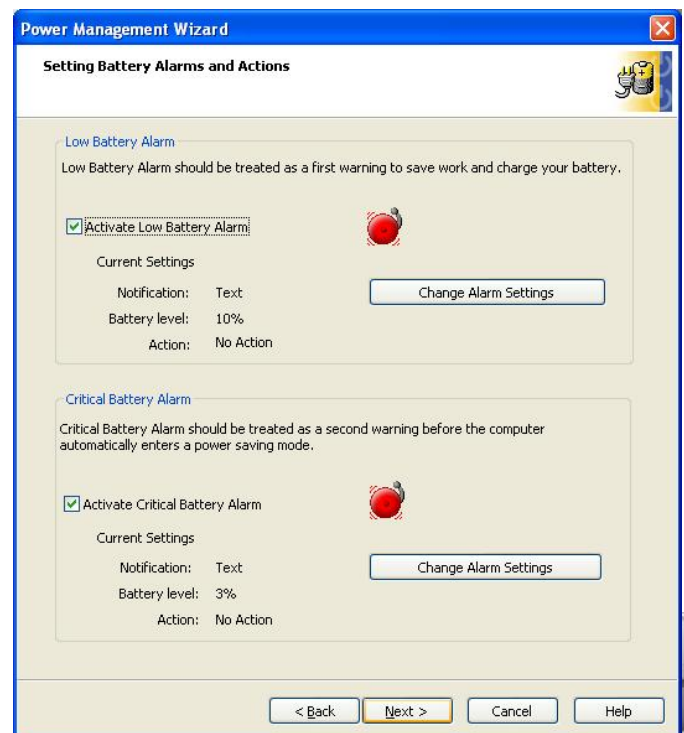 Power Management Wizard
Setting Battery Alarms and Actions
Low Battery Alarm
Low Battery Alarm should be treated as a first warning to save work and charge your battery.
Activate Low Battery Alarm
Current Settings
Notification: Text
Change Alarm Settings
Battery level: 10%
Action: No Action
Critical Battery Alarm
Critical Battery Alarm should be treated as a second warning before the computer
automatically enters a power saving mode.
Activate Critical Battery Alarm
Current Settings
Notification: Text
Change Alarm Settings
Battery level: 3%
Action: No Action
< Back
Next >
Cancel
Help